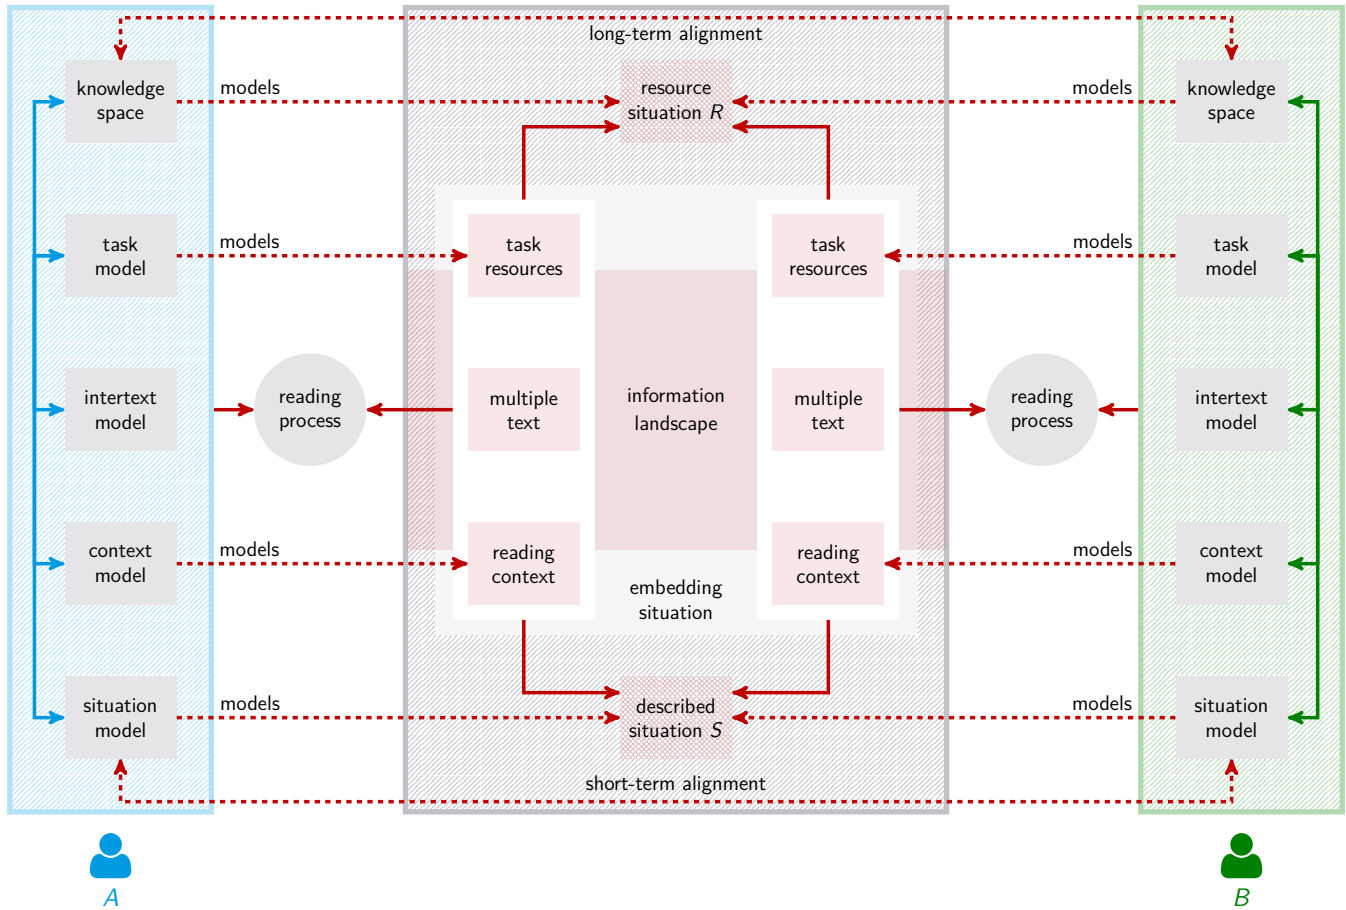 long-term alignment
knowledge
space
models
resource
situation R
models
knowledge
space
task
model
models
task
resources
task
resources
models
task
model
intertext
model
reading
process
multiple
text
information
landscape
multiple
text
reading
process
intertext
model
context
model
models
reading
context
embedding
situation
reading
context
models
context
model
situation
model
models
described
situation S
models
situation
model
short-term alignment
A
B